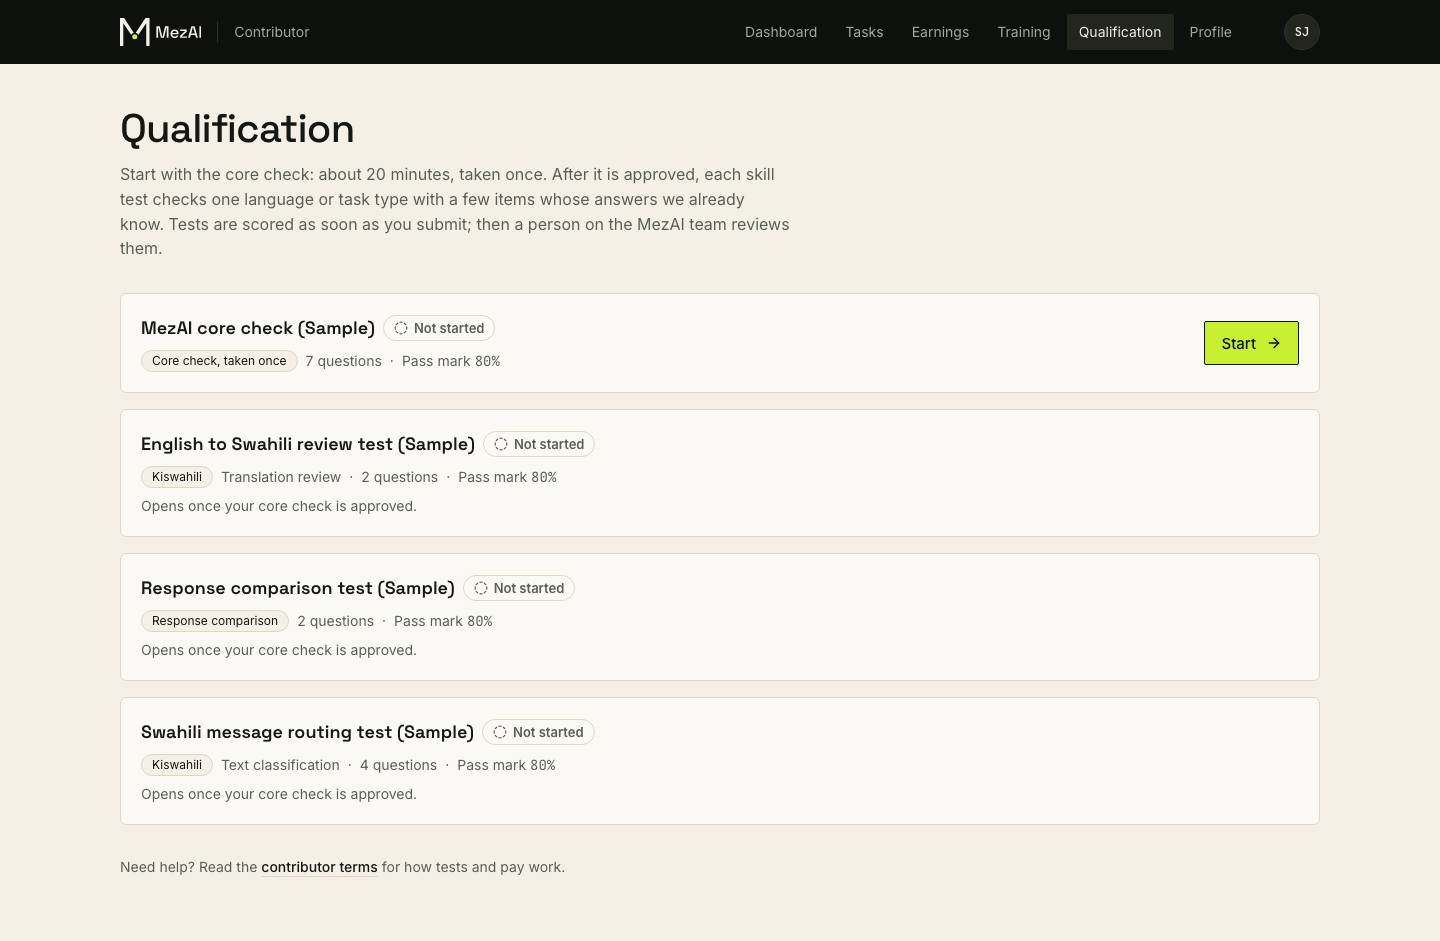 MezAI
Contributor
Dashboard
Tasks
Earnings
Training
Qualification
Profile
SJ
Qualification
Start with the core check: about 20 minutes, taken once. After it is approved, each skill
test checks one language or task type with a few items whose answers we already
know. Tests are scored as soon as you submit; then a person on the MezAI team reviews
them.
MezAI core check (Sample) Not started
Core check, taken once 7 questions · Pass mark 80%
Start →
English to Swahili review test (Sample) Not started
Kiswahili Translation review · 2 questions · Pass mark 80%
Opens once your core check is approved.
Response comparison test (Sample) Not started
Response comparison 2 questions · Pass mark 80%
Opens once your core check is approved.
Swahili message routing test (Sample) Not started
Kiswahili Text classification · 4 questions · Pass mark 80%
Opens once your core check is approved.
Need help? Read the contributor terms for how tests and pay work.